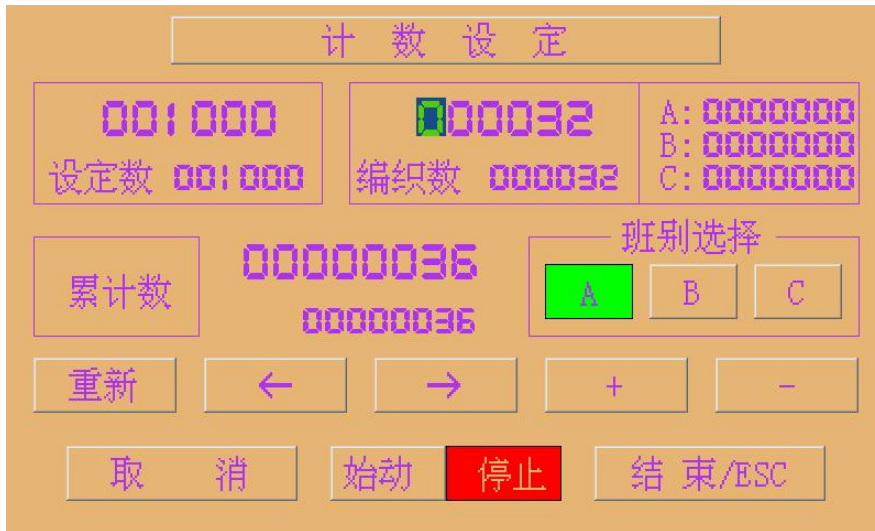 计数设定
001000
设定数 001000
000032
编织数 000032
A:0000000
B:0000000
C:0000000
累计数
00000036
00000036
班别选择
A B C
重新 ← → + -
取消 始动 停止 结束/ESC